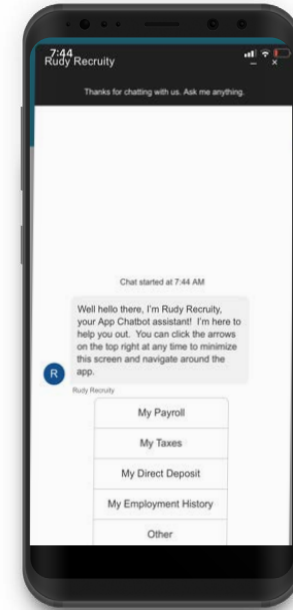 7:44
Rudy Recruity
Thanks for chatting with us. Ask me anything.
Chat started at 7:44 AM
Well hello there, I'm Rudy Recruity,
your App Chatbot assistant! I'm here to
help you out. You can click the arrows
on the top right at any time to minimize
this screen and navigate around the
app.
R
Rudy Recruity
My Payroll
My Taxes
My Direct Deposit
My Employment History
Other